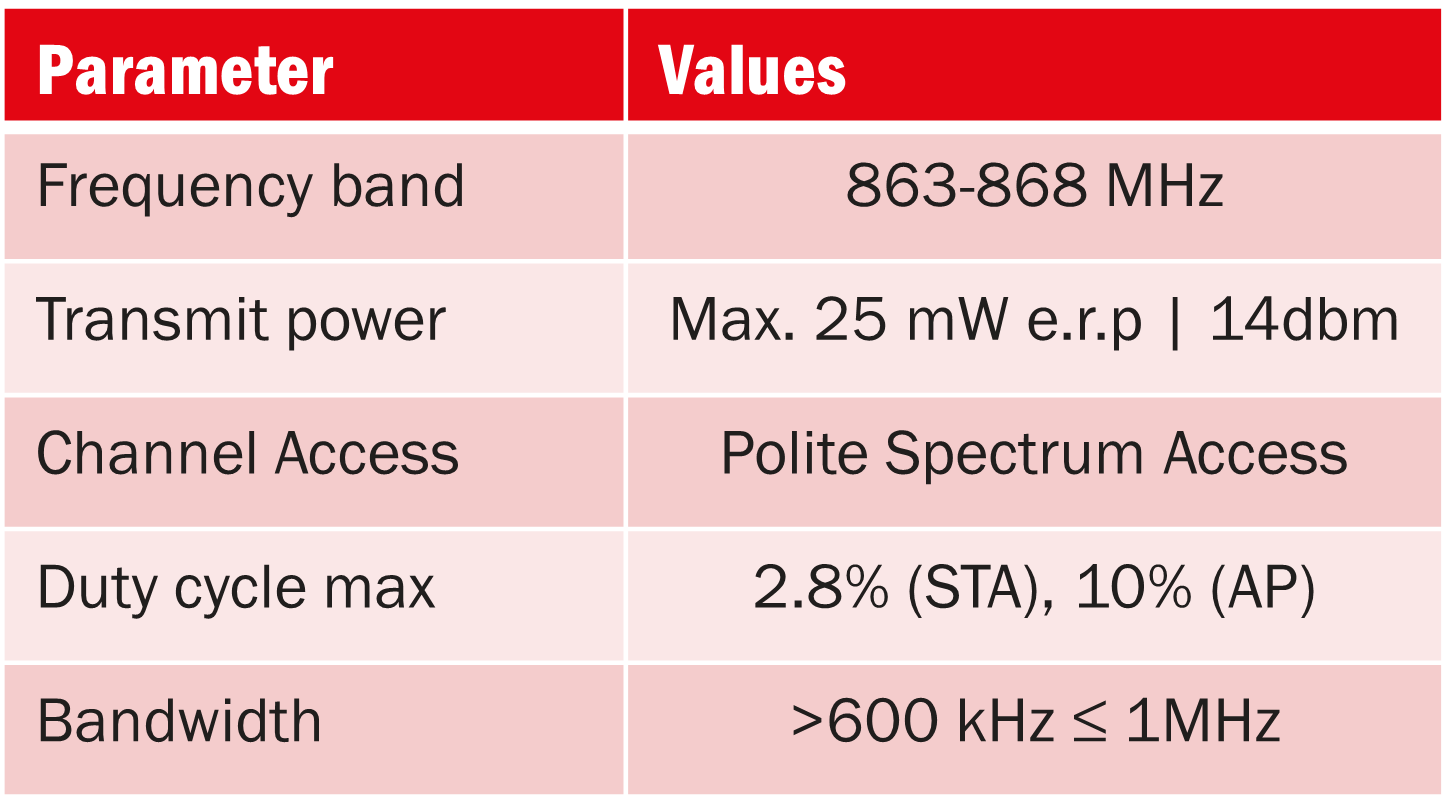 Parameter Values
Frequency band 863-868 MHz
Transmit power Max. 25 mW e.r.p | 14dbm
Channel Access Polite Spectrum Access
Duty cycle max 2.8% (STA), 10% (AP)
Bandwidth >600 kHz ≤ 1MHz